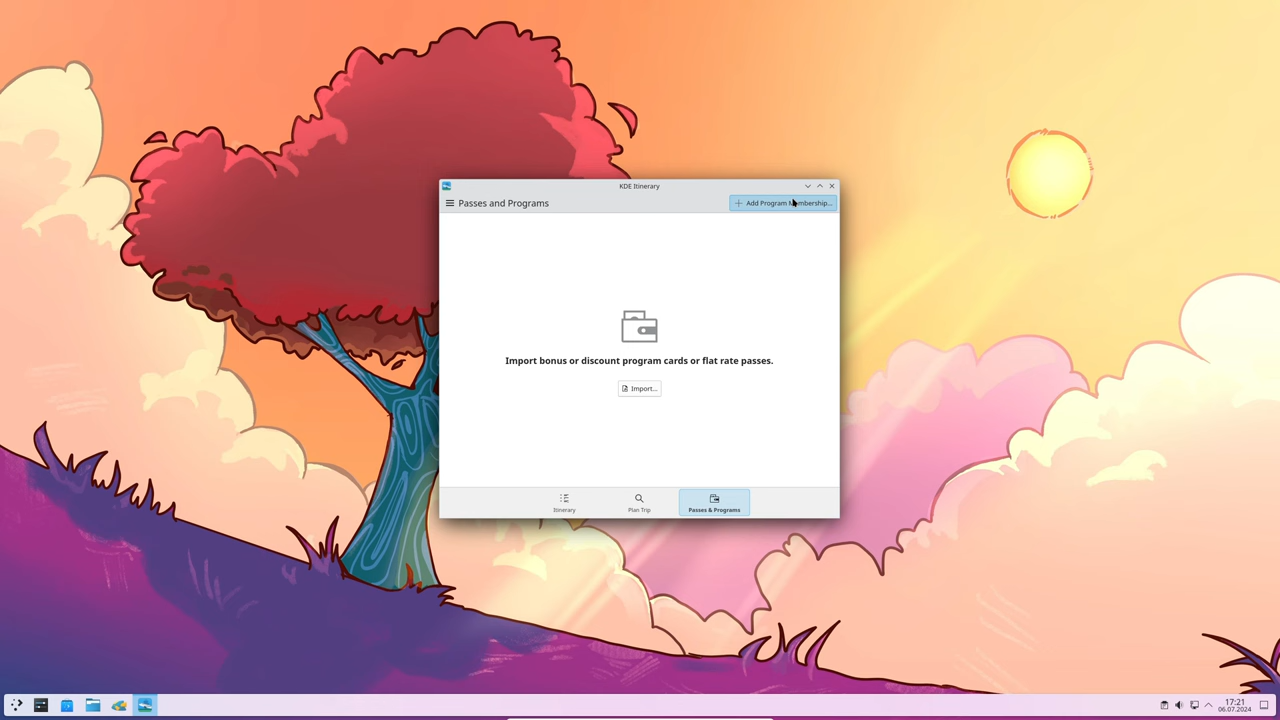 KDE Itinerary
Passes and Programs
Add Program Membership...
Import bonus or discount program cards or flat rate passes.
Import...
Itinerary
Plan Trip
Passes & Programs
17:21
06.07.2024